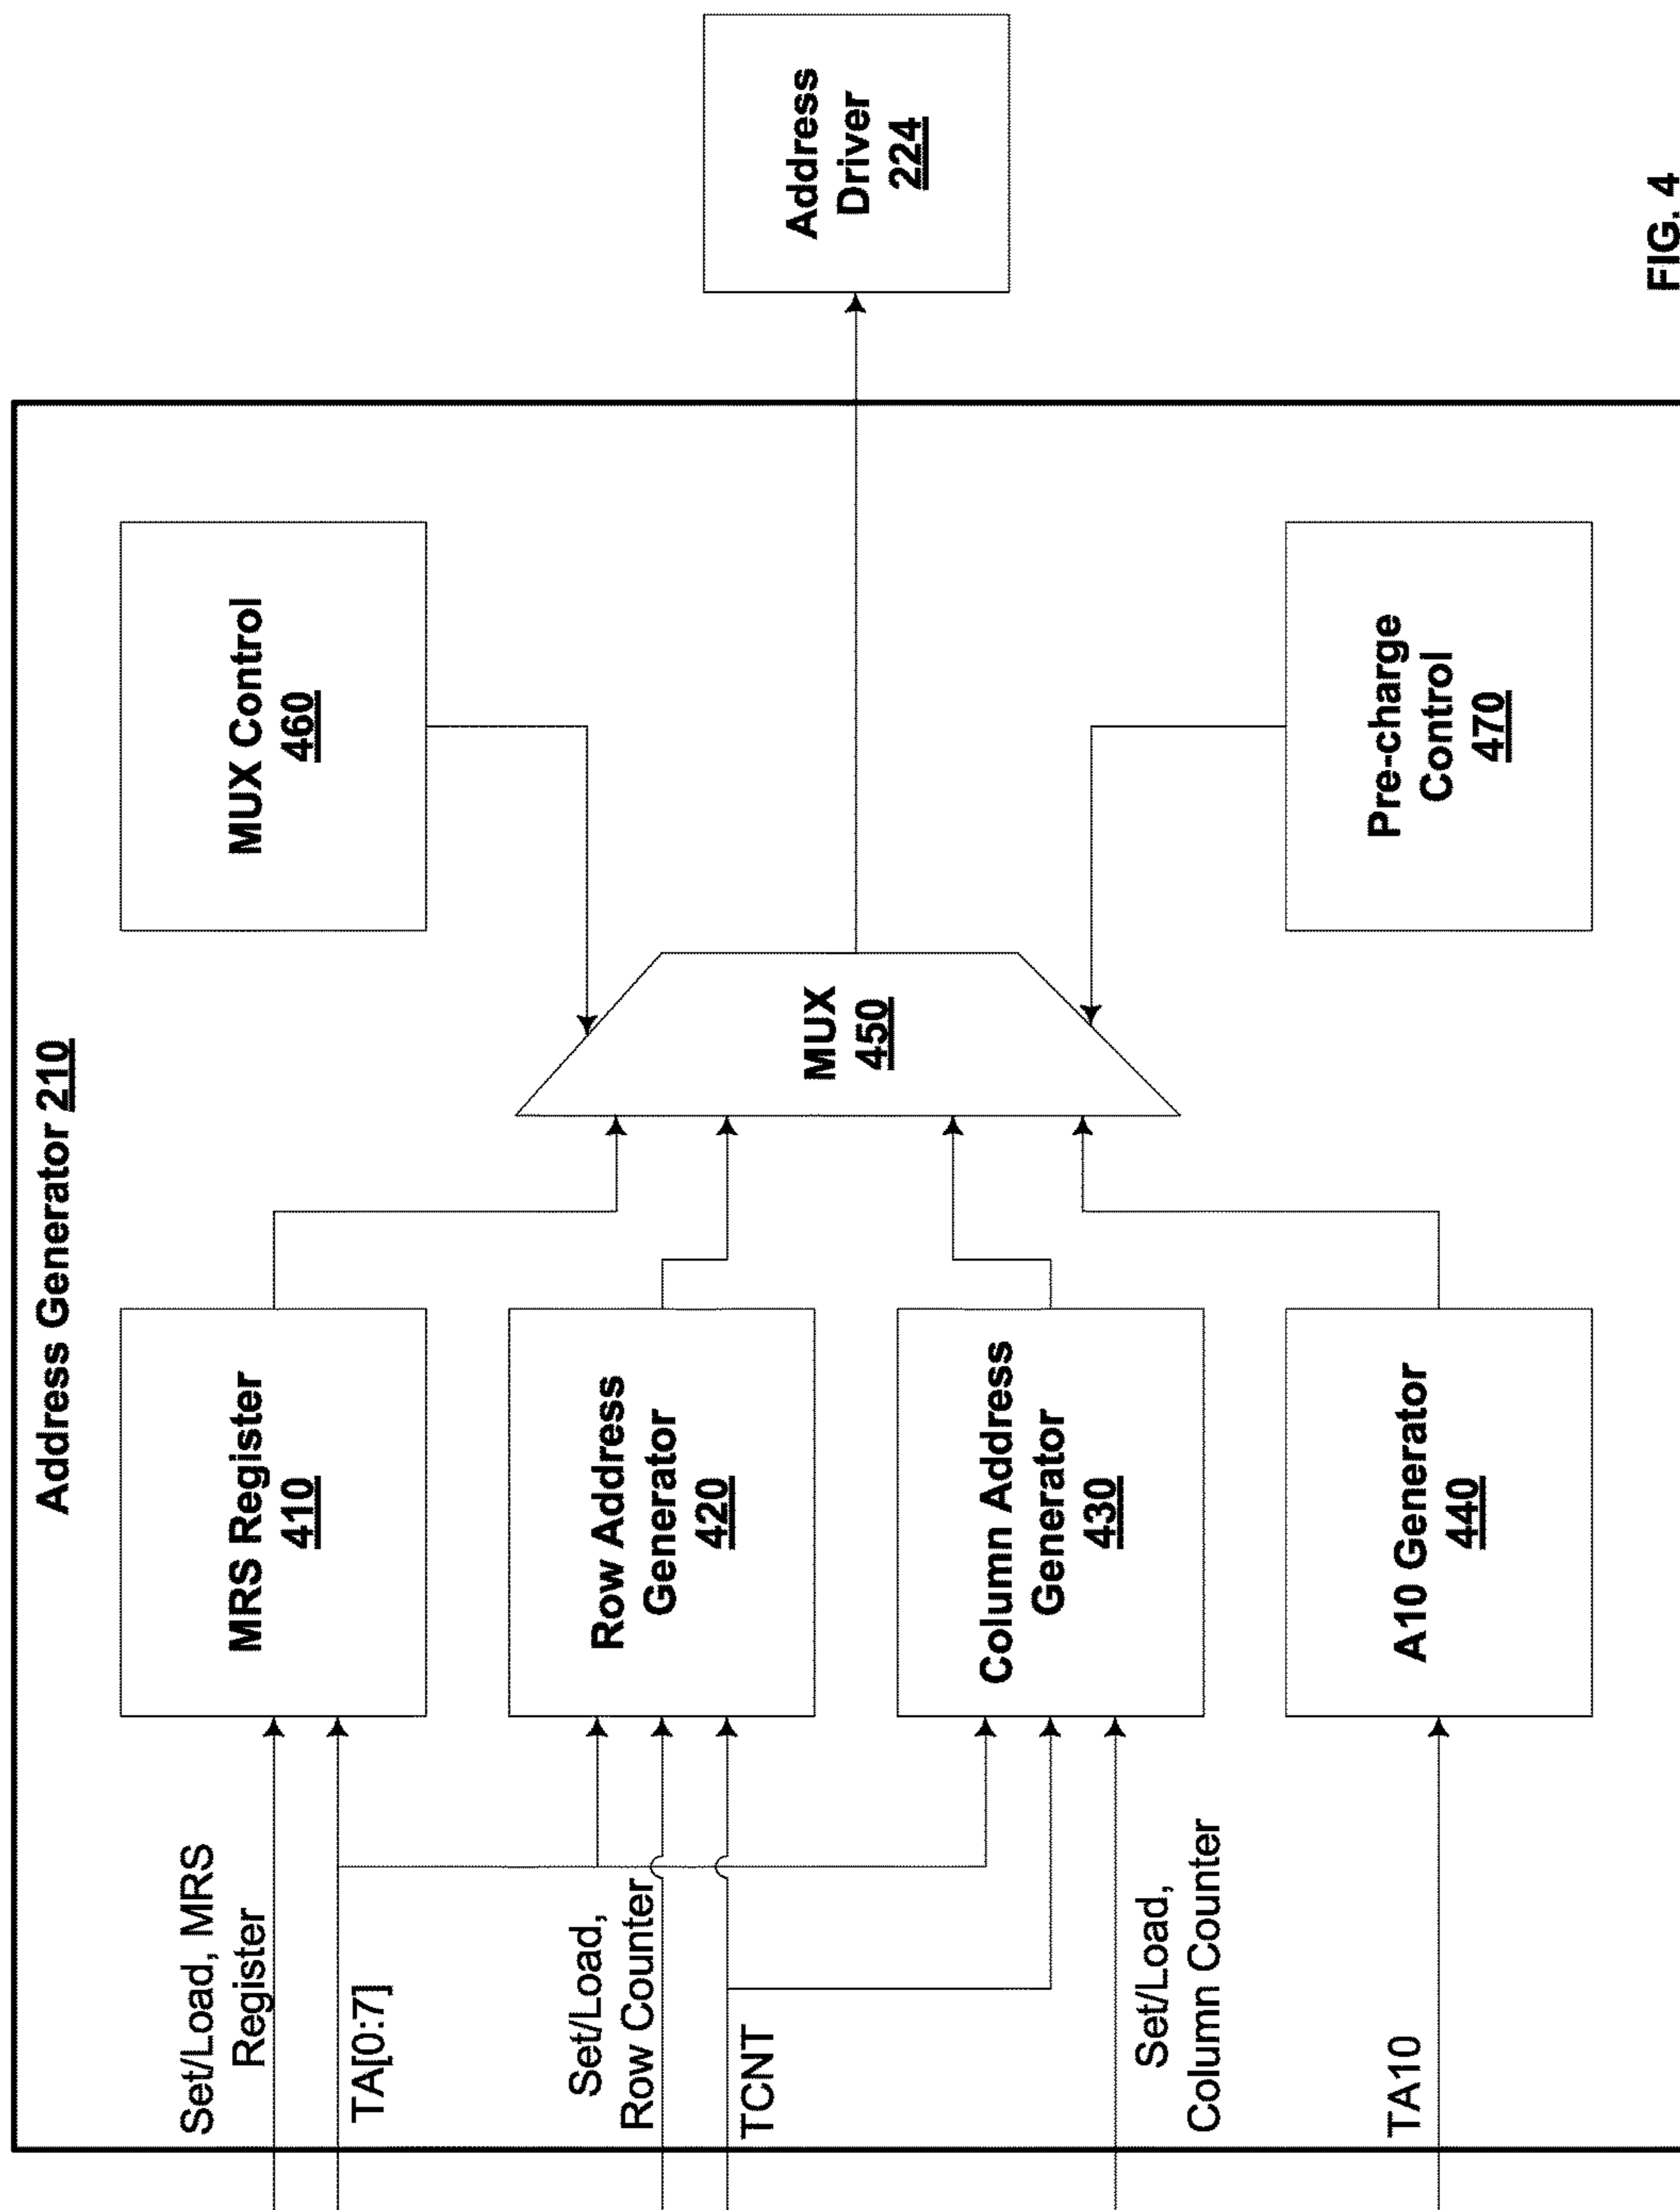 Address Generator 210
Set/Load, MRS
Register
TA[0:7]
Set/Load,
Row Counter
TCNT
Set/Load,
Column Counter
TA10
MRS Register
410
Row Address
Generator
420
Column Address
Generator
430
A10 Generator
440
MUX
450
MUX Control
460
Pre-charge
Control
470
Address
Driver
224
FIG. 4